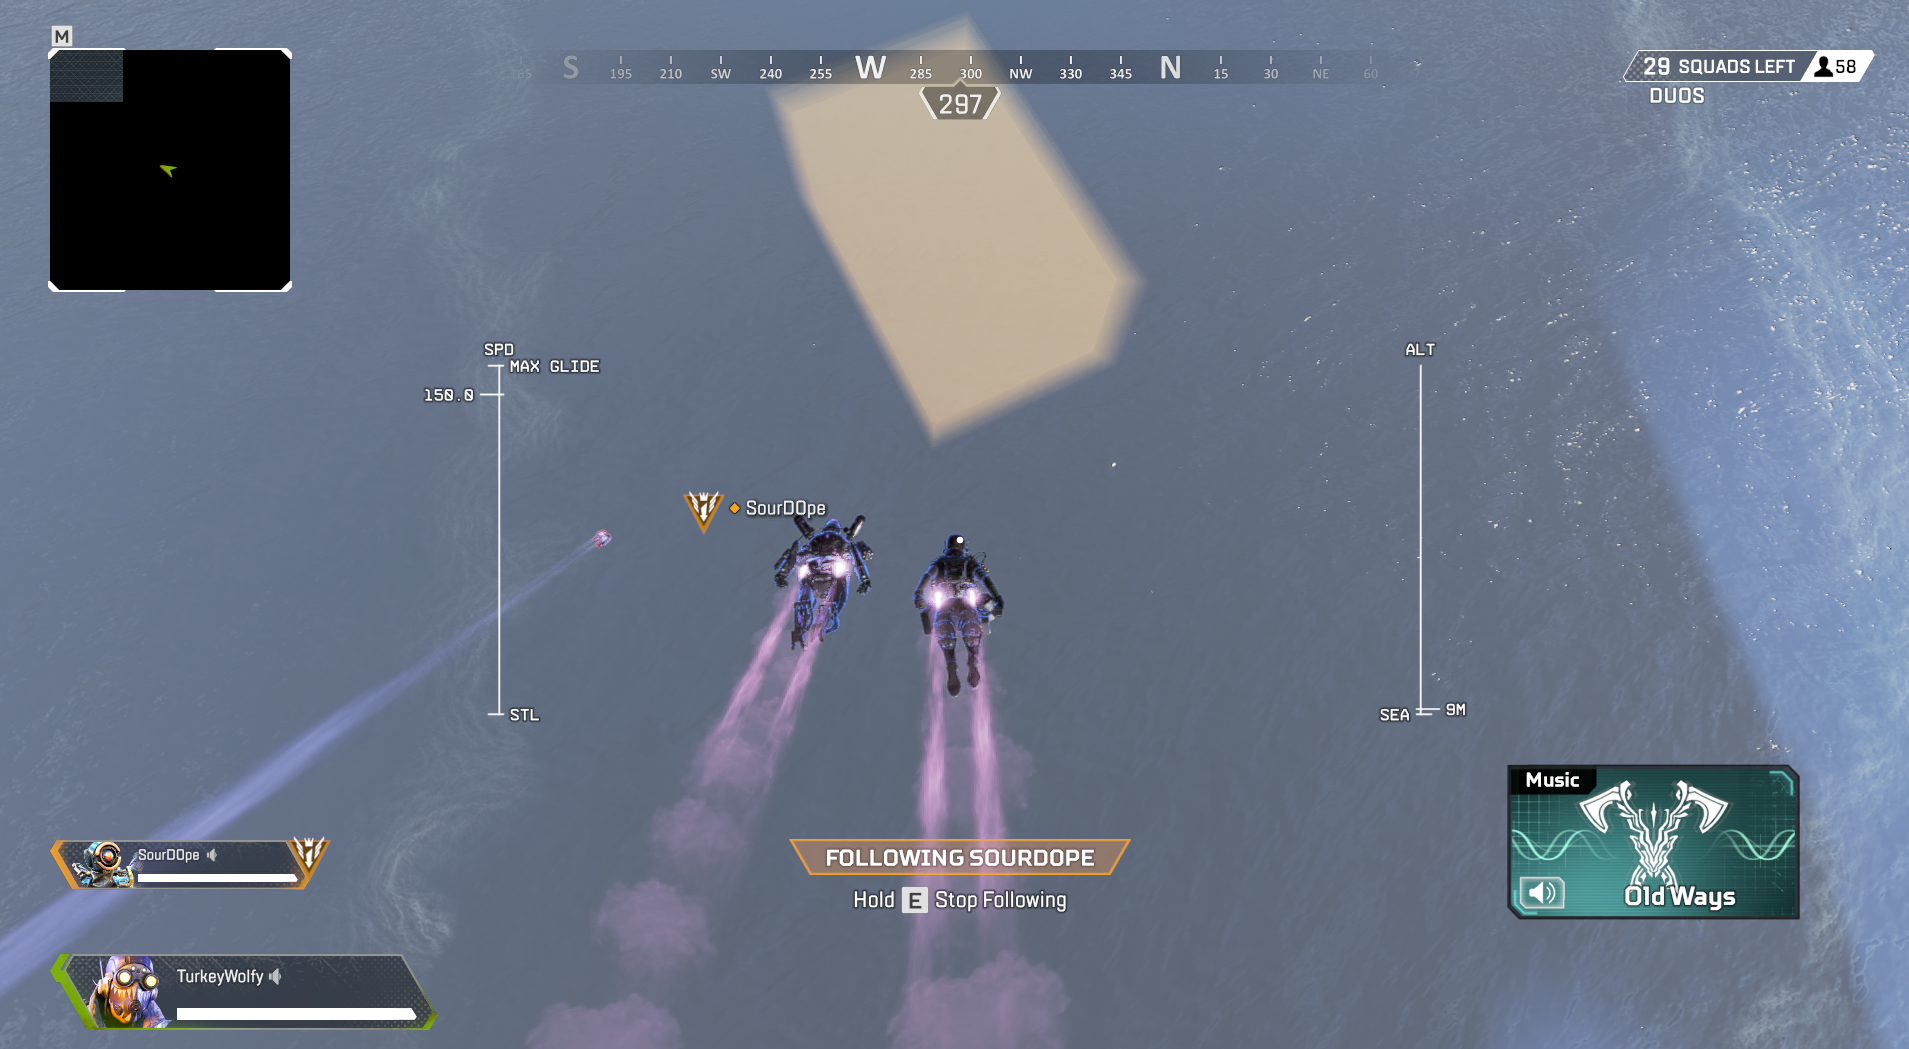 M
165 S 195 210 SW 240 255 W 285 300 NW 330 345 N 15 30 NE 60
297
29 SQUADS LEFT 58
DUOS
SPD
MAX GLIDE
150.0
STL
ALT
SEA 9M
SourD0pe
Music
Old Ways
SourD0pe
FOLLOWING SOURD0PE
Hold E Stop Following
TurkeyWolfy